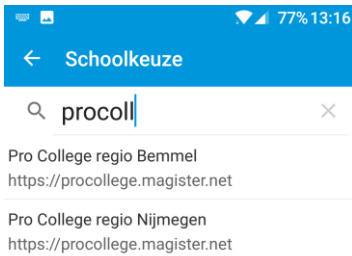 77% 13:16
Schoolkeuze
procoll
Pro College regio Bemmel
https://procollege.magister.net
Pro College regio Nijmegen
https://procollege.magister.net